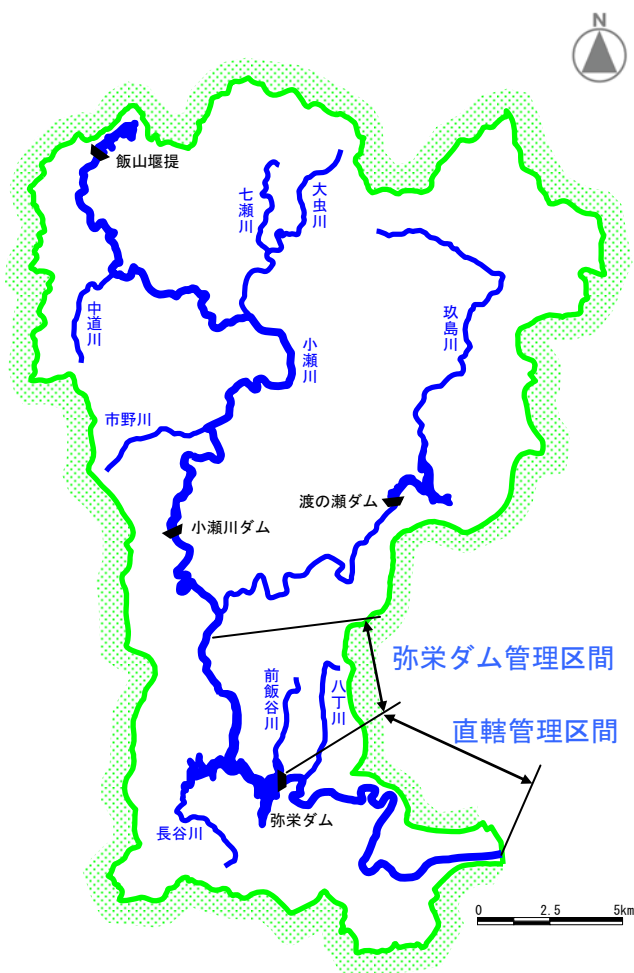 N
飯山堰提
七瀬川
大虫川
中道川
玖島川
小瀬川
市野川
渡の瀬ダム
小瀬川ダム
弥栄ダム管理区間
前飯谷川
八丁川
直轄管理区間
弥栄ダム
長谷川
0 2.5 5km